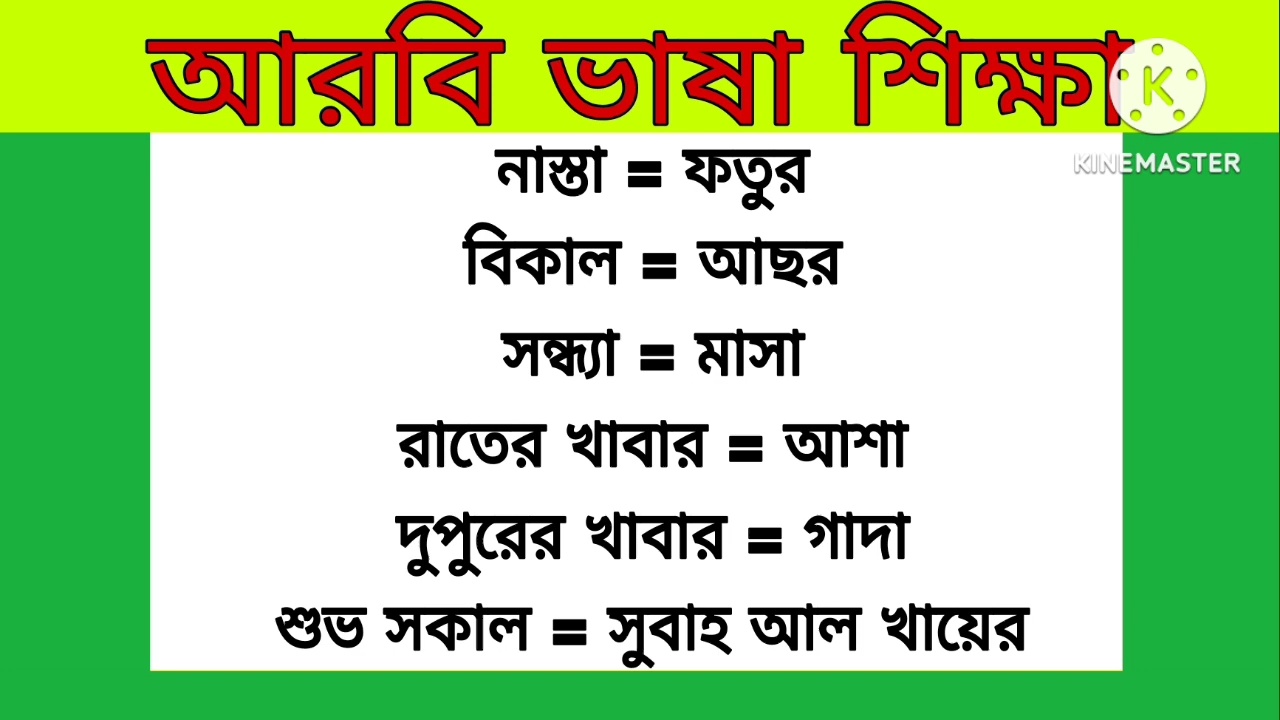 আরবি ভাষা শিক্ষা
K
KINEMASTER
নাস্তা = ফতুর
বিকাল = আছর
সন্ধ্যা = মাসা
রাতের খাবার = আশা
দুপুরের খাবার = গাদা
শুভ সকাল = সুবাহ আল খায়ের